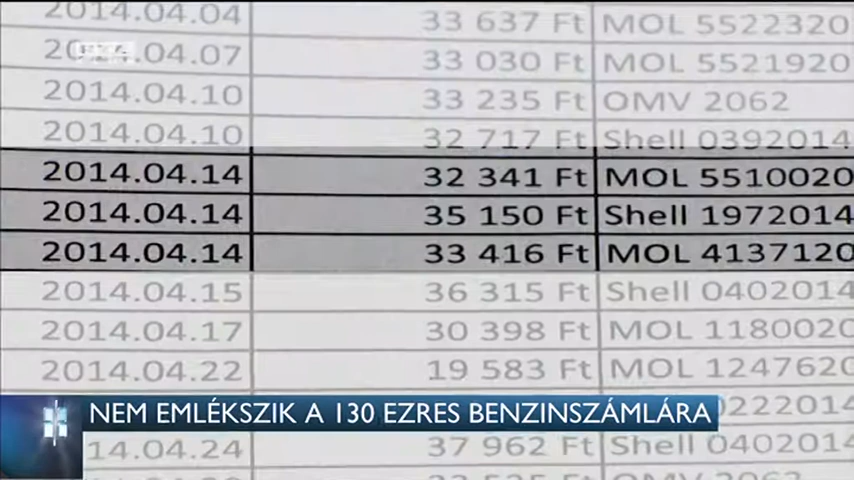 2014.04.04 33 637 Ft MOL 5522320
2014.04.07 33 030 Ft MOL 5521920
2014.04.10 33 235 Ft OMV 2062
2014.04.10 32 717 Ft Shell 0392014
2014.04.14 32 341 Ft MOL 5510020
2014.04.14 35 150 Ft Shell 1972014
2014.04.14 33 416 Ft MOL 4137120
2014.04.15 36 315 Ft Shell 0402014
2014.04.17 30 398 Ft MOL 1180020
2014.04.22 19 583 Ft MOL 1247620
NEM EMLÉKSZIK A 130 EZRES BENZINSZÁMLÁRA
222014
14.04.24 37 962 Ft Shell 0402014